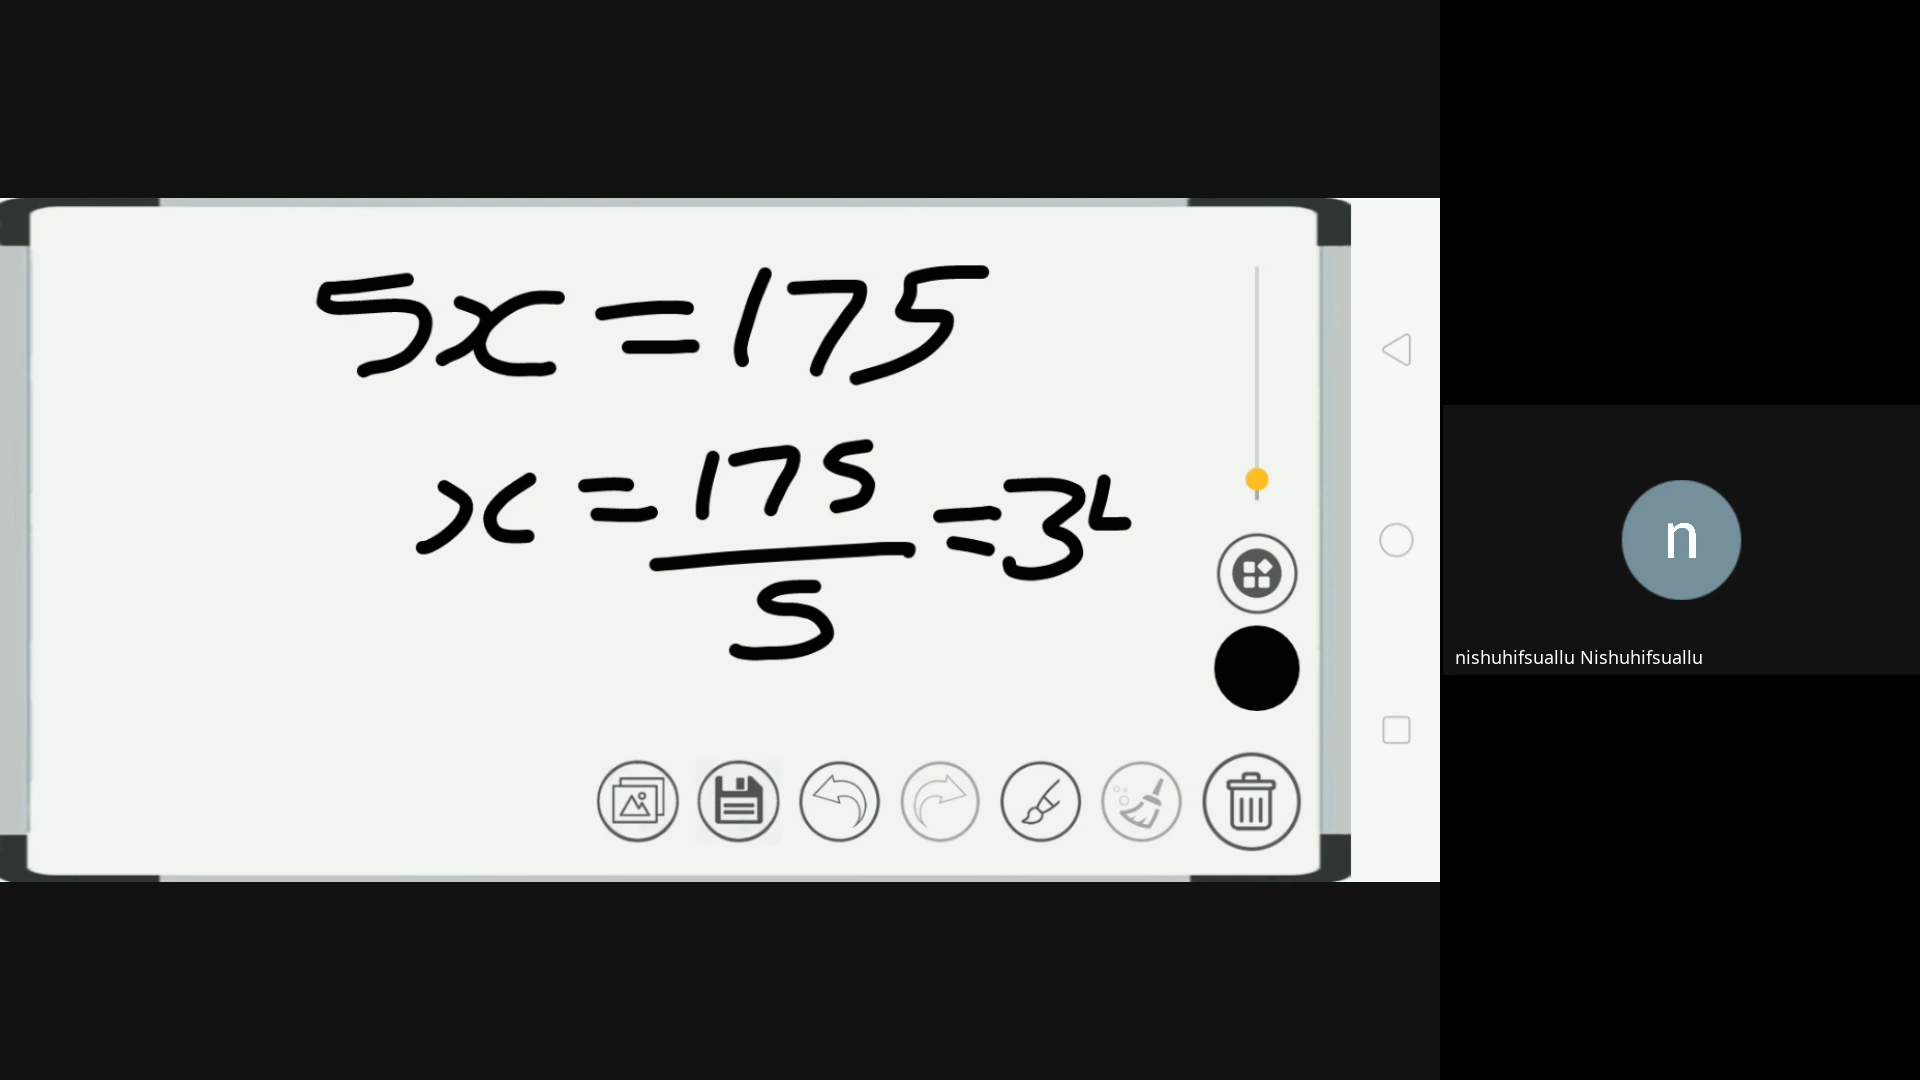 5x = 175
x = 175/5 = 3
n
nishuhifsuallu Nishuhifsuallu